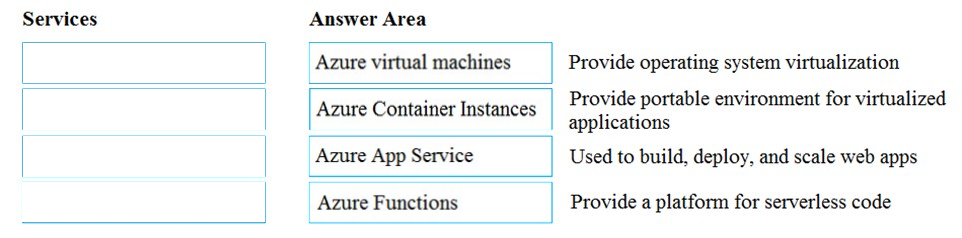 Services Answer Area
Azure virtual machines Provide operating system virtualization
Azure Container Instances Provide portable environment for virtualized
applications
Azure App Service Used to build, deploy, and scale web apps
Azure Functions Provide a platform for serverless code